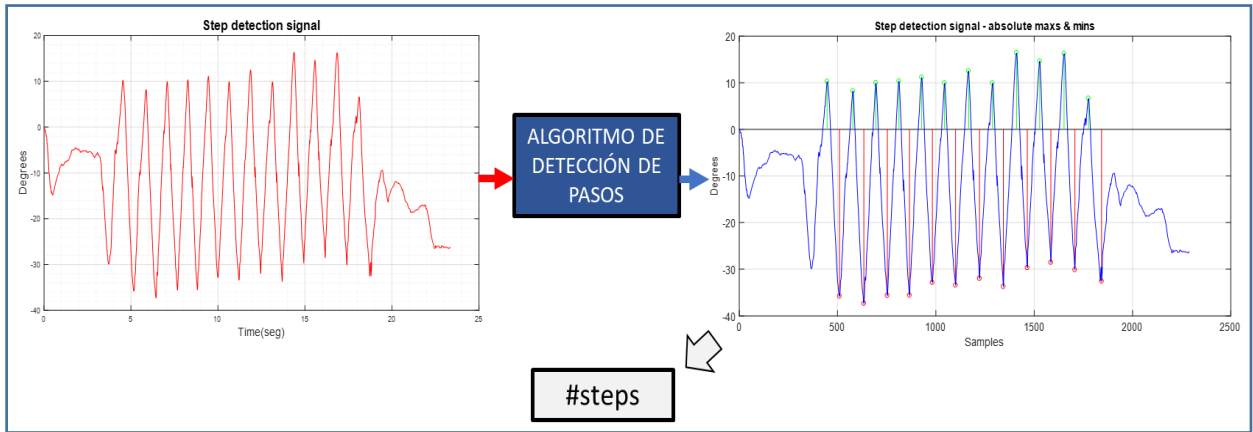 Step detection signal
20
10
0
-10
-20
-30
-40
Degrees
0
5
10
15
20
25
Time(seg)
ALGORITMO DE
DETECCIÓN DE
PASOS
Step detection signal - absolute maxs & mins
20
10
0
-10
-20
-30
-40
Degrees
0
500
1000
1500
2000
2500
Samples
#steps